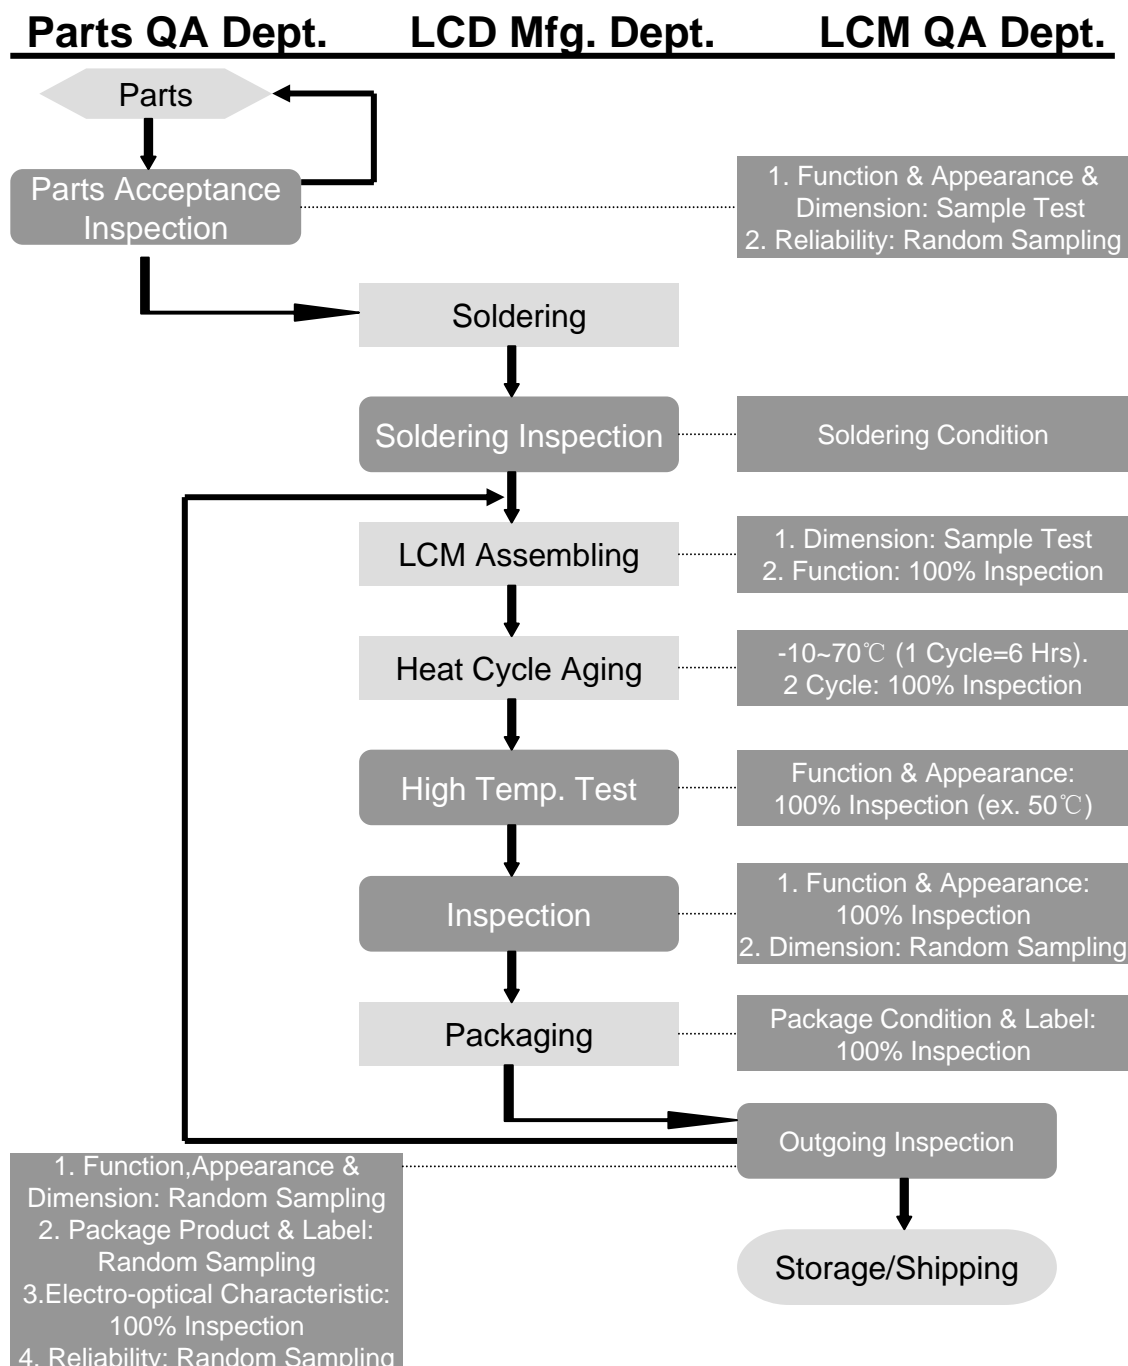 Parts QA Dept. LCD Mfg. Dept. LCM QA Dept.
Parts
Parts Acceptance
Inspection
1. Function & Appearance &
Dimension: Sample Test
2. Reliability: Random Sampling
Soldering
Soldering Inspection
Soldering Condition
LCM Assembling
1. Dimension: Sample Test
2. Function: 100% Inspection
Heat Cycle Aging
-10~70℃ (1 Cycle=6 Hrs).
2 Cycle: 100% Inspection
High Temp. Test
Function & Appearance:
100% Inspection (ex. 50℃)
Inspection
1. Function & Appearance:
100% Inspection
2. Dimension: Random Sampling
Packaging
Package Condition & Label:
100% Inspection
Outgoing Inspection
1. Function,Appearance &
Dimension: Random Sampling
2. Package Product & Label:
Random Sampling
3.Electro-optical Characteristic:
100% Inspection
4. Reliability: Random Sampling
Storage/Shipping